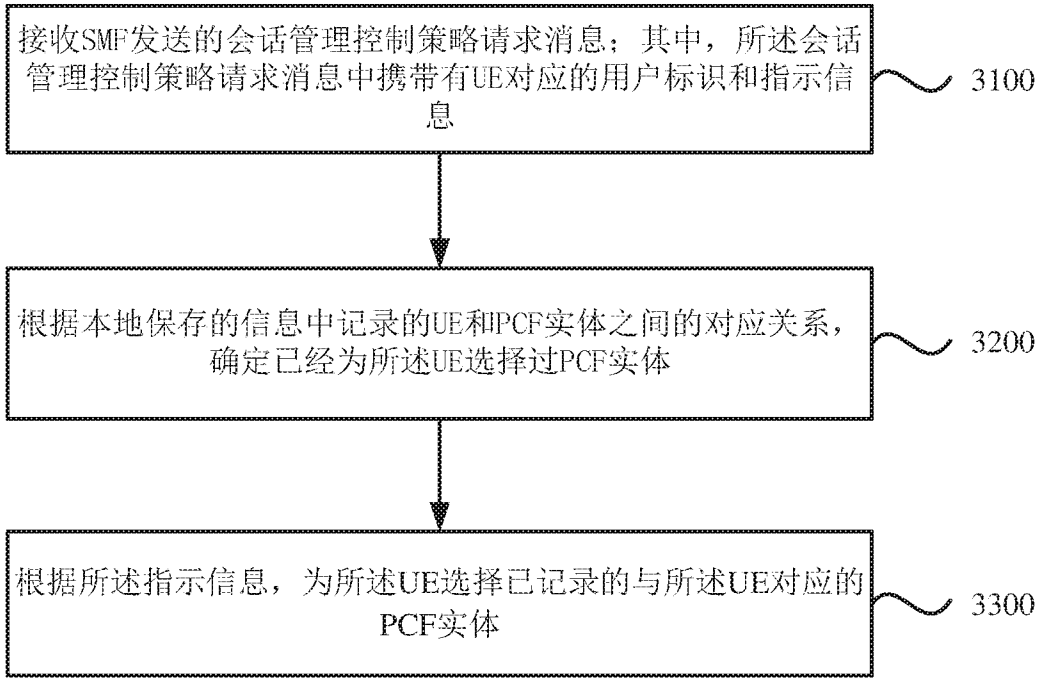 接收SMF发送的会话管理控制策略请求消息；其中，所述会话
管理控制策略请求消息中携带有UE对应的用户标识和指示信
息
3100
根据本地保存的信息中记录的UE和PCF实体之间的对应关系，
确定已经为所述UE选择过PCF实体
3200
根据所述指示信息，为所述UE选择已记录的与所述UE对应的
PCF实体
3300